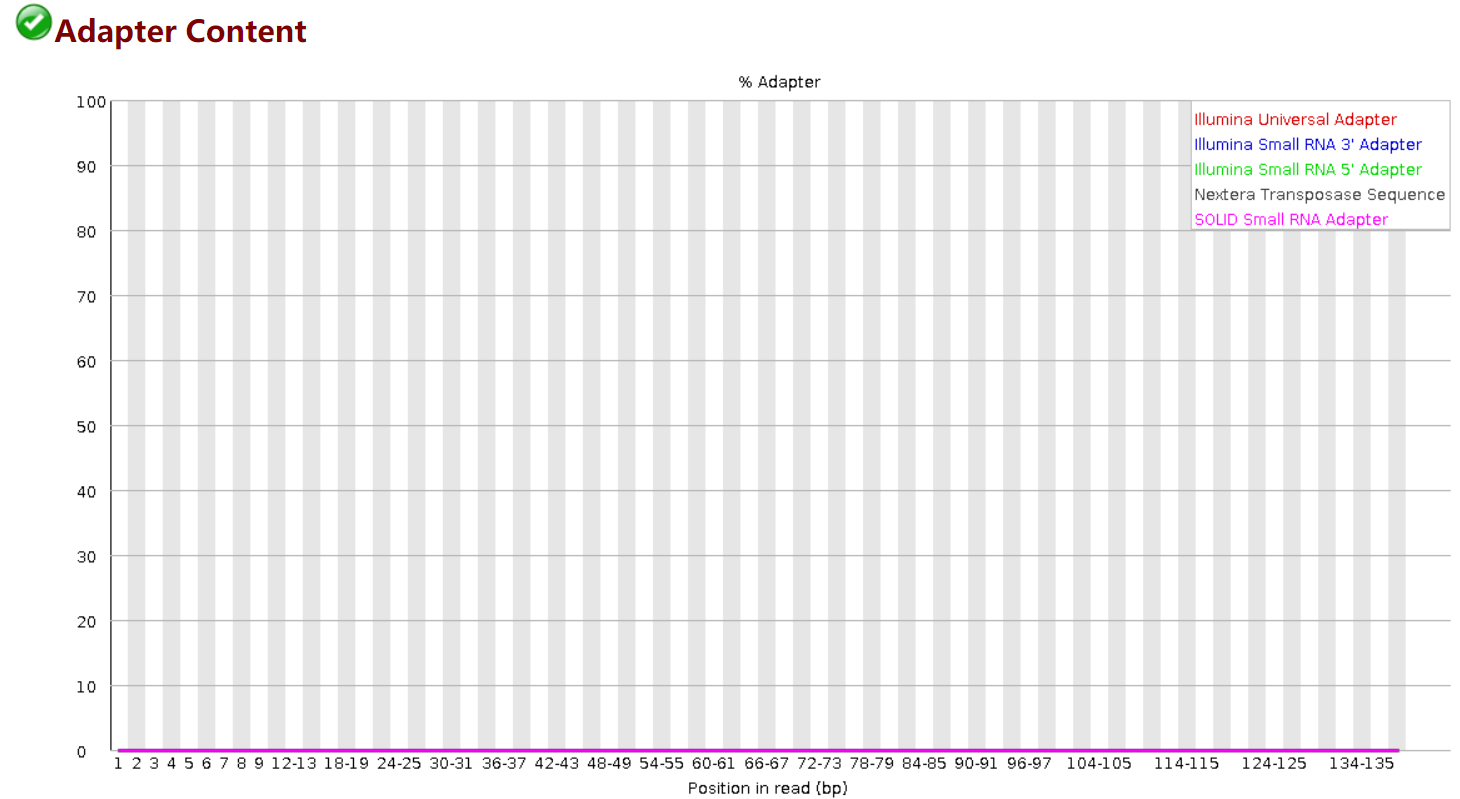 Adapter Content
% Adapter
100
Illumina Universal Adapter
Illumina Small RNA 3' Adapter
Illumina Small RNA 5' Adapter
Nextera Transposase Sequence
SOLID Small RNA Adapter
90
80
70
60
50
40
30
20
10
0
1 2 3 4 5 6 7 8 9 12-13 18-19 24-25 30-31 36-37 42-43 48-49 54-55 60-61 66-67 72-73 78-79 84-85 90-91 96-97 104-105 114-115 124-125 134-135
Position in read (bp)